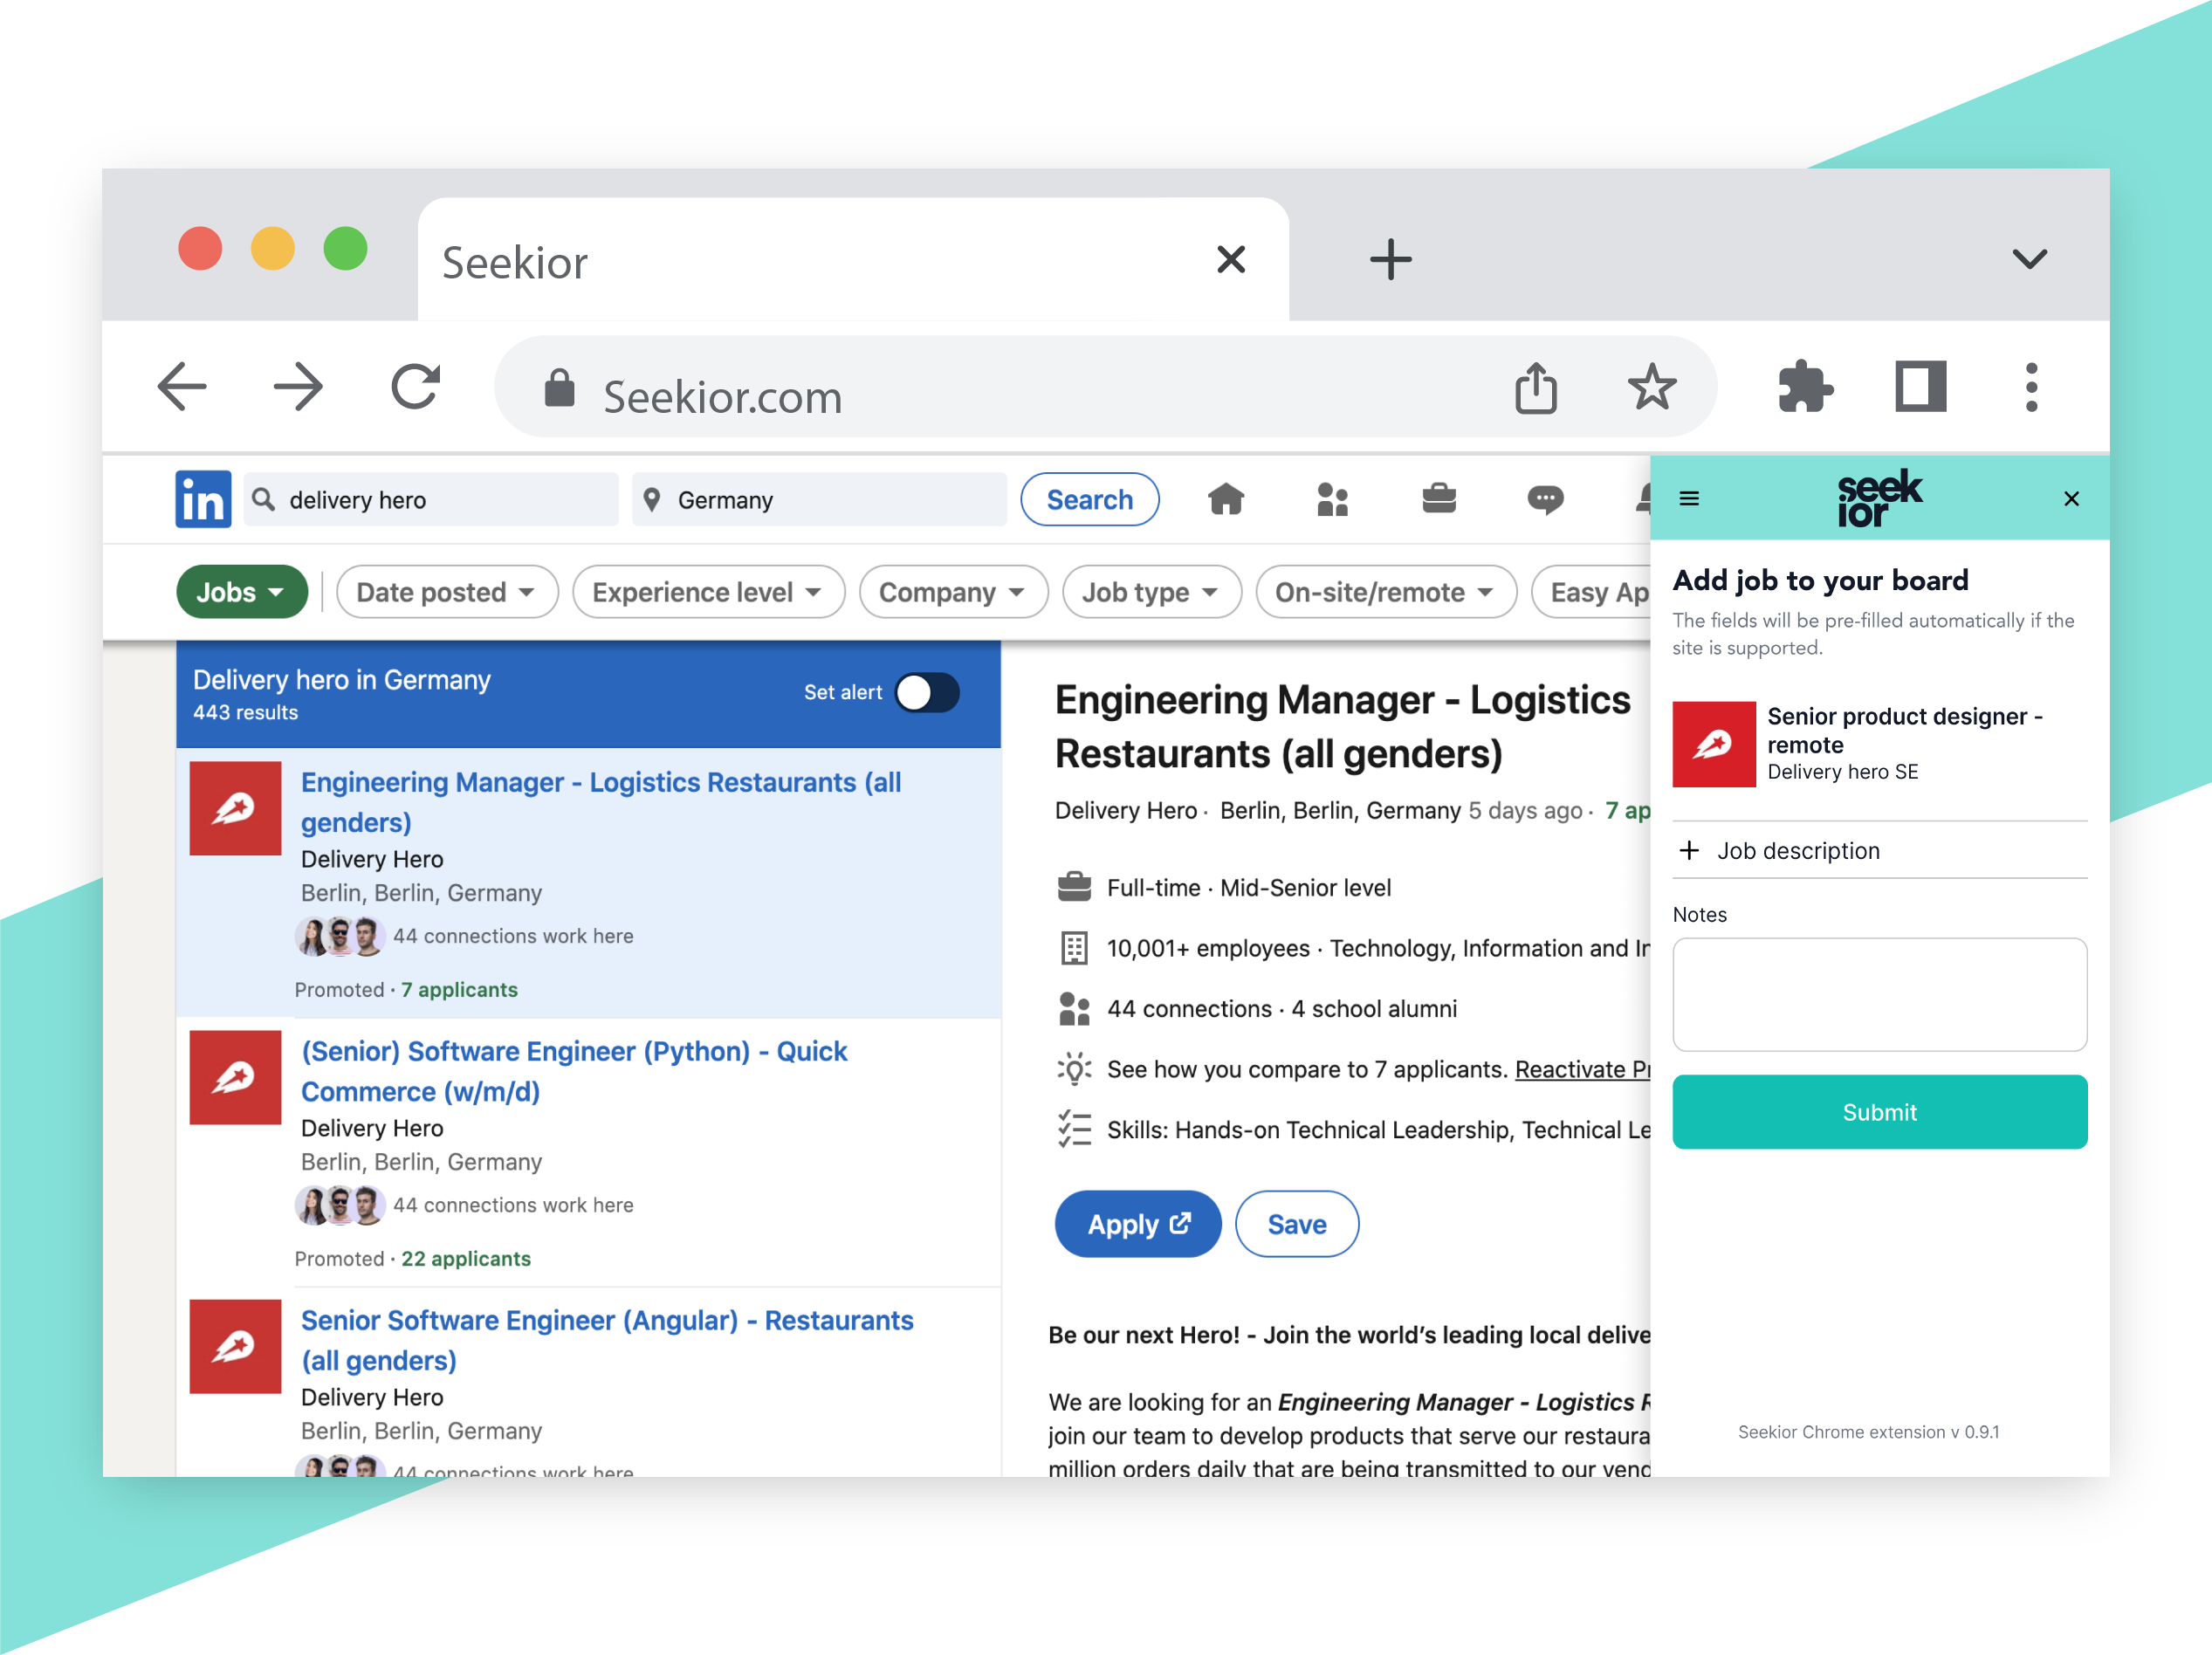 Seekior
Seekior.com
in
delivery hero
Germany
Search
Jobs
Date posted
Experience level
Company
Job type
On-site/remote
Easy Ap
Delivery hero in Germany
443 results
Set alert
Engineering Manager - Logistics Restaurants (all
genders)
Delivery Hero
Berlin, Berlin, Germany
44 connections work here
Promoted · 7 applicants
(Senior) Software Engineer (Python) - Quick
Commerce (w/m/d)
Delivery Hero
Berlin, Berlin, Germany
44 connections work here
Promoted · 22 applicants
Senior Software Engineer (Angular) - Restaurants
(all genders)
Delivery Hero
Berlin, Berlin, Germany
44 connections work here
Engineering Manager - Logistics
Restaurants (all genders)
Delivery Hero · Berlin, Berlin, Germany 5 days ago · 7 ap
Full-time · Mid-Senior level
10,001+ employees · Technology, Information and In
44 connections · 4 school alumni
See how you compare to 7 applicants. Reactivate Pr
Skills: Hands-on Technical Leadership, Technical Le
Apply
Save
Be our next Hero! - Join the world's leading local delive
We are looking for an Engineering Manager - Logistics R
join our team to develop products that serve our restaura
million orders daily that are being transmitted to our vend
seek
ior
Add job to your board
The fields will be pre-filled automatically if the
site is supported.
Senior product designer -
remote
Delivery hero SE
Job description
Notes
Submit
Seekior Chrome extension v 0.9.1